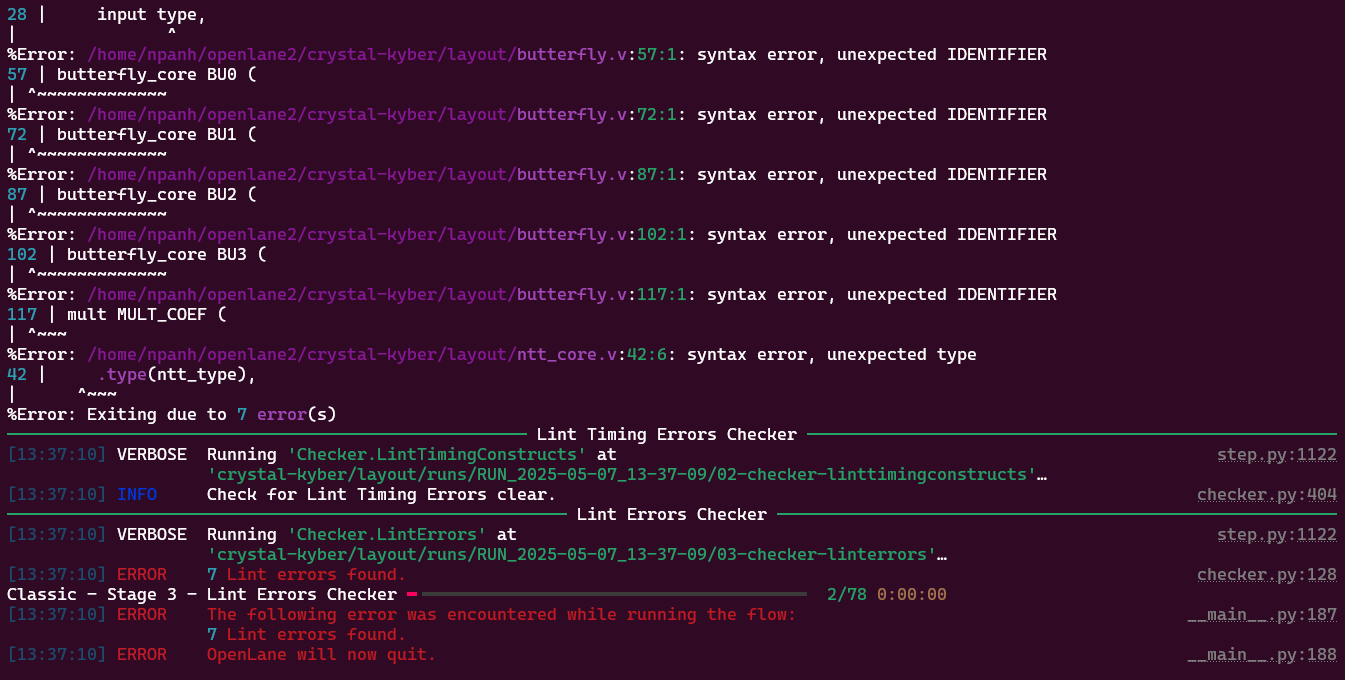 28 |     input type,
|               ^
%Error: /home/npanh/openlane2/crystal-kyber/layout/butterfly.v:57:1: syntax error, unexpected IDENTIFIER
57 | butterfly_core BU0 (
| ^~~~~~~~~~~~~~
%Error: /home/npanh/openlane2/crystal-kyber/layout/butterfly.v:72:1: syntax error, unexpected IDENTIFIER
72 | butterfly_core BU1 (
| ^~~~~~~~~~~~~~
%Error: /home/npanh/openlane2/crystal-kyber/layout/butterfly.v:87:1: syntax error, unexpected IDENTIFIER
87 | butterfly_core BU2 (
| ^~~~~~~~~~~~~~
%Error: /home/npanh/openlane2/crystal-kyber/layout/butterfly.v:102:1: syntax error, unexpected IDENTIFIER
102 | butterfly_core BU3 (
| ^~~~~~~~~~~~~~
%Error: /home/npanh/openlane2/crystal-kyber/layout/butterfly.v:117:1: syntax error, unexpected IDENTIFIER
117 | mult MULT_COEF (
| ^~~~
%Error: /home/npanh/openlane2/crystal-kyber/layout/ntt_core.v:42:6: syntax error, unexpected type
42 |     .type(ntt_type),
|      ^~~~
%Error: Exiting due to 7 error(s)
Lint Timing Errors Checker
[13:37:10] VERBOSE  Running 'Checker.LintTimingConstructs' at step.py:1122
'crystal-kyber/layout/runs/RUN_2025-05-07_13-37-09/02-checker-linttimingconstructs'…
[13:37:10] INFO     Check for Lint Timing Errors clear. checker.py:404
Lint Errors Checker
[13:37:10] VERBOSE  Running 'Checker.LintErrors' at step.py:1122
'crystal-kyber/layout/runs/RUN_2025-05-07_13-37-09/03-checker-linterrors'…
[13:37:10] ERROR    7 Lint errors found. checker.py:128
Classic - Stage 3 - Lint Errors Checker 2/78 0:00:00
[13:37:10] ERROR    The following error was encountered while running the flow: __main__.py:187
7 Lint errors found.
[13:37:10] ERROR    OpenLane will now quit. __main__.py:188